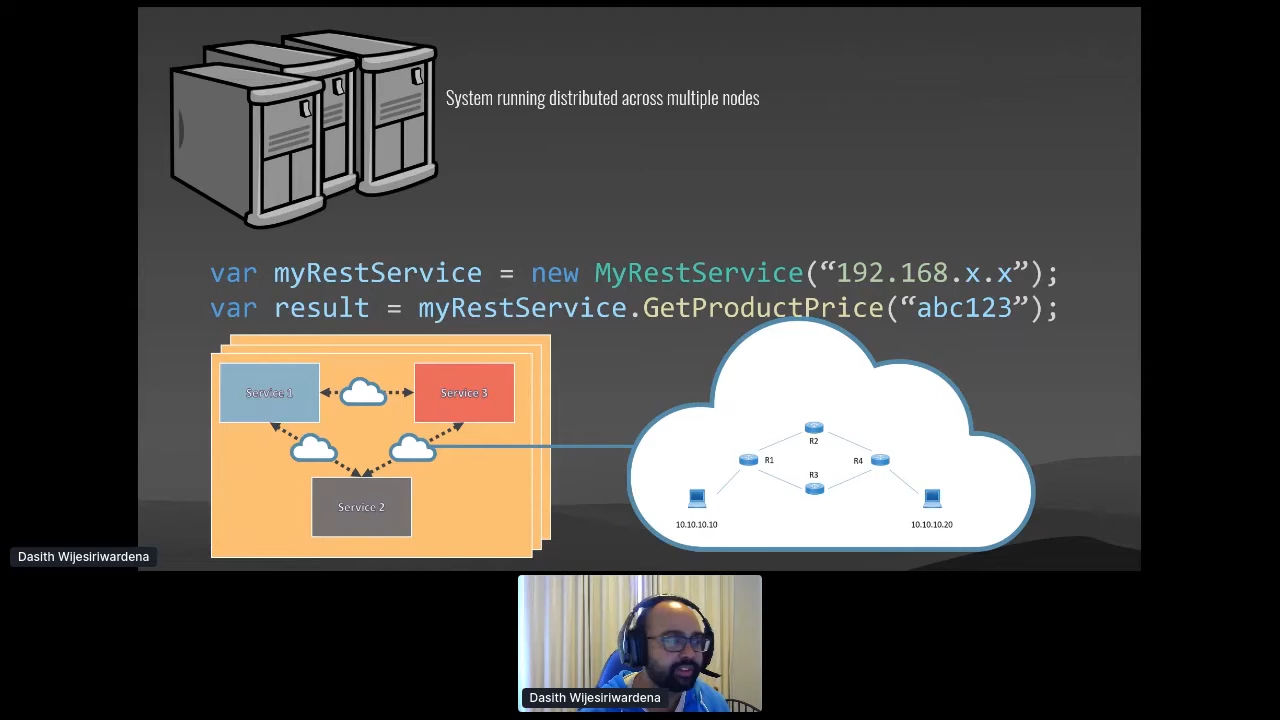 System running distributed across multiple nodes
var myRestService = new MyRestService(“192.168.x.x”);
var result = myRestService.GetProductPrice(“abc123”);
Service 1
Service 3
Service 2
R2
R1
R4
R3
10.10.10.10
10.10.10.20
Dasith Wijesiriwardena
Dasith Wijesiriwardena